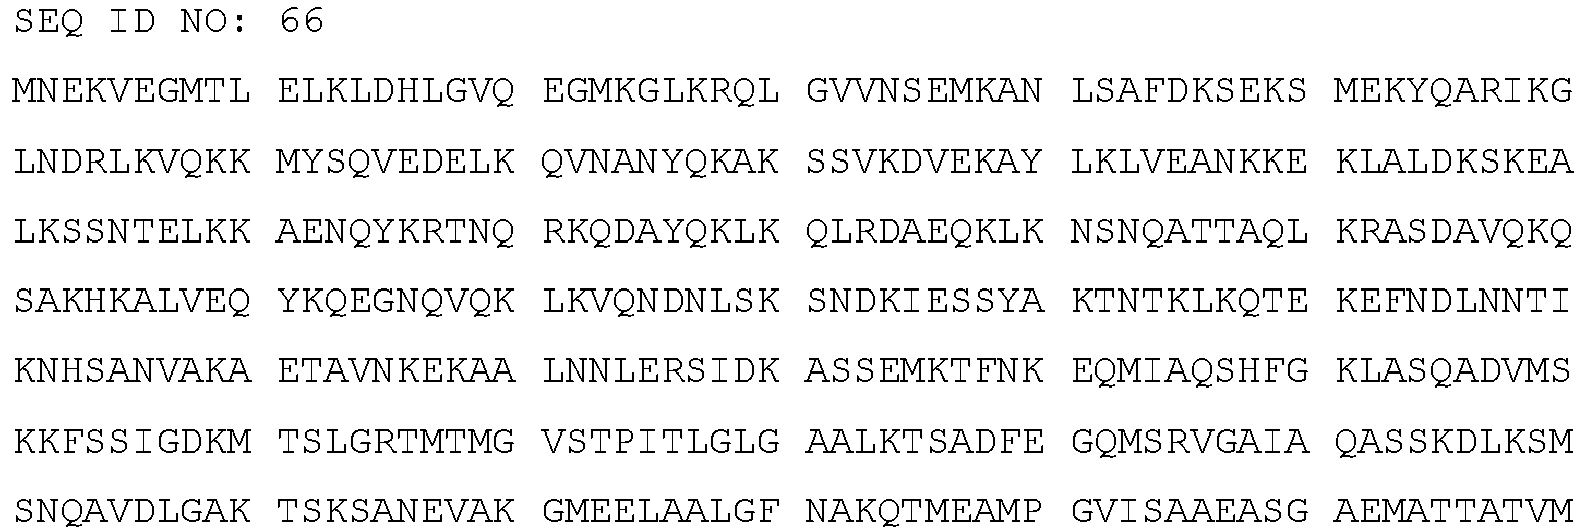 SEQ ID NO: 66
MNEKVEGMTL ELKLDHLGVQ EGMKGLKRQL GVVNSEMKAN LSAFDKSEKS MEKYQARIKG
LNDRLKVQKK MYSQVEDELK QVNANYQKAK SSVKDVEKAY LKLVEANKKE KLALDKSKEA
LKSSNTELKK AENQYKRTNQ RKQDAYQKLK QLRDAEQKLK NSNQATTAQL KRASDAVQKQ
SAKHKALVEQ YKQEGNQVQK LKVQNDNLSK SNDKIESSYA KTNTKLKQTE KEFNDLNNTI
KNHSANVAKA ETAVNKEKAA LNNLERSIDK ASSEMKTFNK EQMIAQSHFG KLASQADVMS
KKFSSIGDKM TSLGRTMTMG VSTPITLGLG AALKTSADFE GQMSRVGAIA QASSKDLKSM
SNQAVDLGAK TSKSANEVAK GMEELAALGF NAKQTMEAMP GVISAAEASG AEMATTATVM